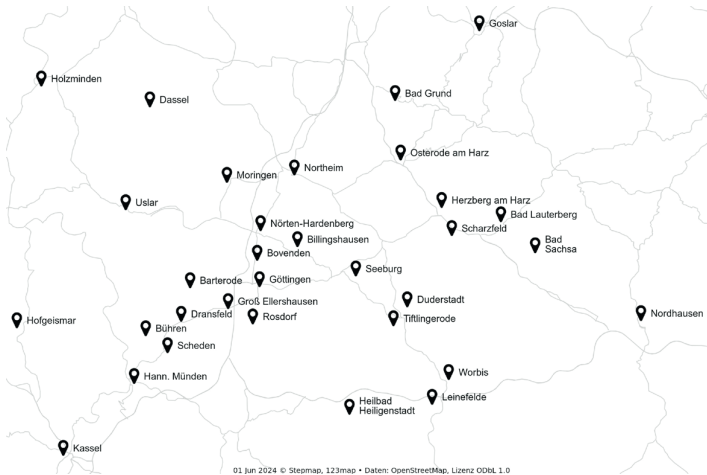 Goslar
Holzminden
Bad Grund
Dassel
Osterode am Harz
Northeim
Moringen
Herzberg am Harz
Uslar
Bad Lauterberg
Nörten-Hardenberg
Scharzfeld
Billingshausen
Bad
Sachsa
Bovenden
Seeburg
Barterode
Göttingen
Groß Ellershausen
Duderstadt
Dransfeld
Nordhausen
Rosdorf
Tiftlingerode
Hofgeismar
Bühren
Scheden
Worbis
Hann. Münden
Leinefelde
Heilbad
Heiligenstadt
Kassel
01 Jun 2024 © Stepmap, 123map • Daten: OpenStreetMap, Lizenz ODbL 1.0